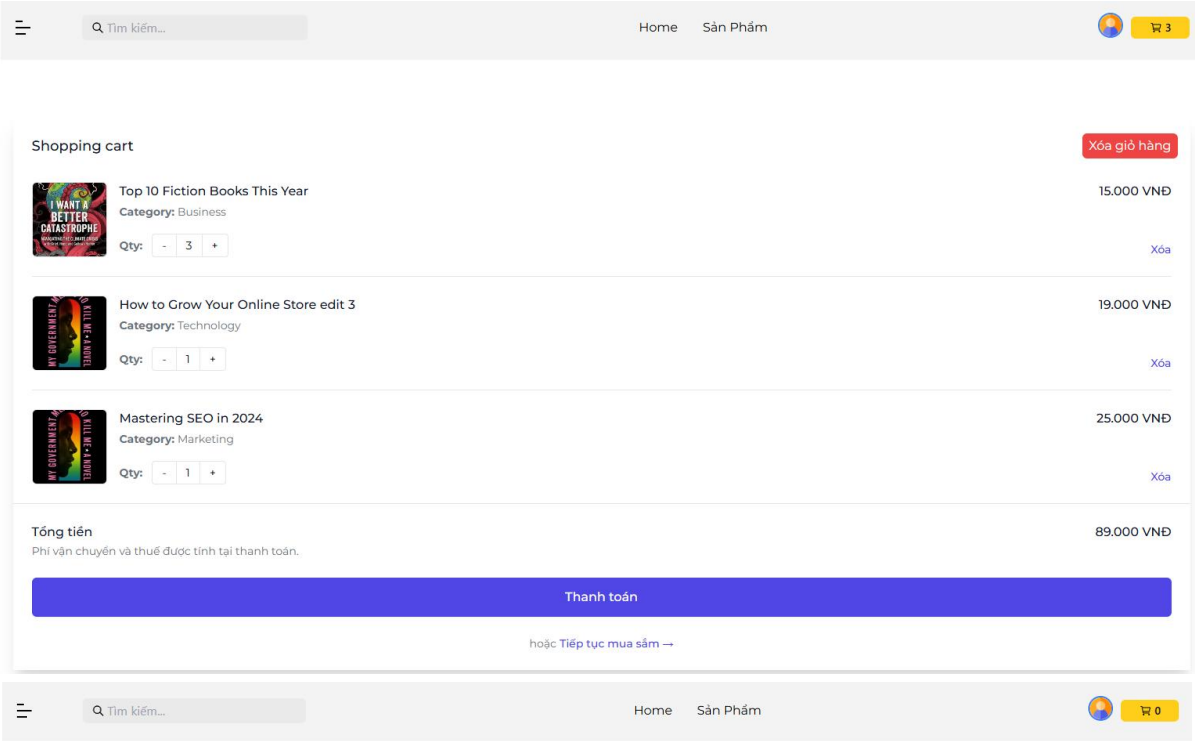 Tìm kiếm...
Home Sản Phẩm
3
Shopping cart
Xóa giỏ hàng
I WANT A
BETTER
CATASTROPHE
Top 10 Fiction Books This Year
15.000 VNĐ
Category: Business
Qty: - 3 +
Xóa
MY GOVERNMENT
TO KILL ME • A NOVEL
How to Grow Your Online Store edit 3
19.000 VNĐ
Category: Technology
Qty: - 1 +
Xóa
MY GOVERNMENT
TO KILL ME • A NOVEL
Mastering SEO in 2024
25.000 VNĐ
Category: Marketing
Qty: - 1 +
Xóa
Tổng tiền
89.000 VNĐ
Phí vận chuyển và thuế được tính tại thanh toán.
Thanh toán
hoặc Tiếp tục mua sắm →
Tìm kiếm...
Home Sản Phẩm
0